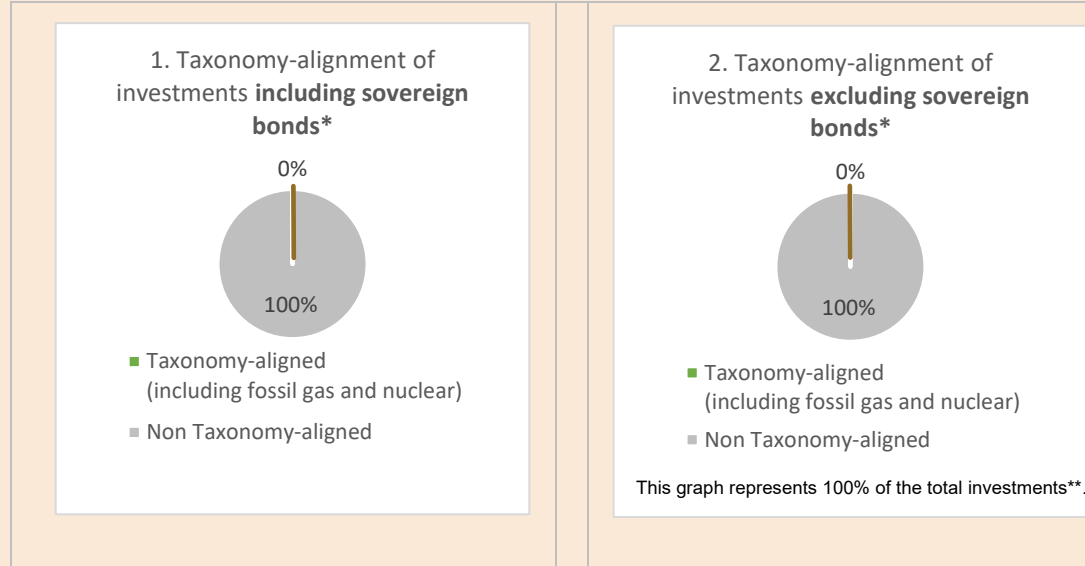 1. Taxonomy-alignment of
investments including sovereign
bonds*
0%
100%
Taxonomy-aligned
(including fossil gas and nuclear)
Non Taxonomy-aligned
2. Taxonomy-alignment of
investments excluding sovereign
bonds*
0%
100%
Taxonomy-aligned
(including fossil gas and nuclear)
Non Taxonomy-aligned
This graph represents 100% of the total investments**.